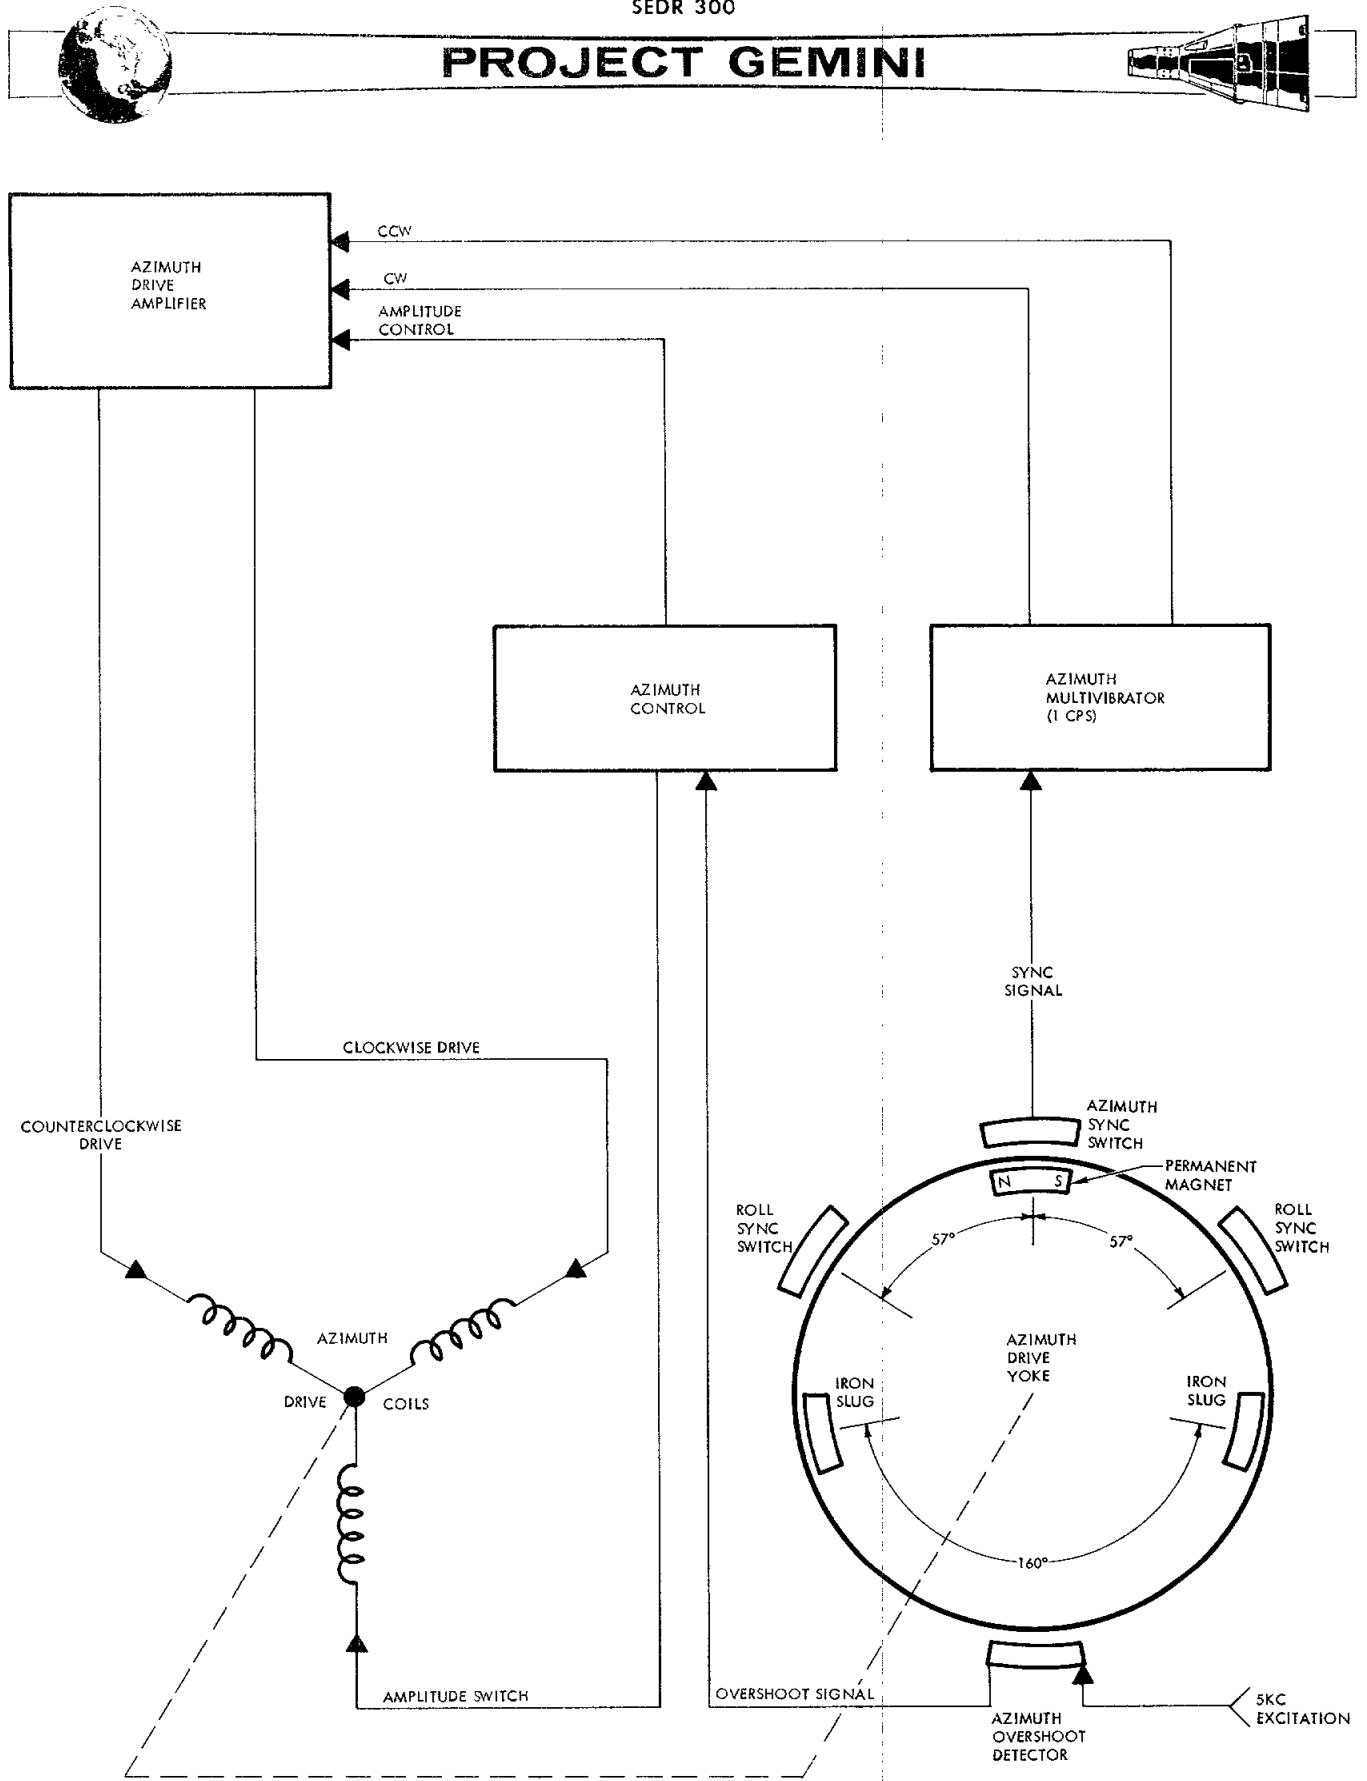 SEDR 300
PROJECT GEMINI
CCW
AZIMUTH
DRIVE
AMPLIFIER
CW
AMPLITUDE
CONTROL
AZIMUTH
CONTROL
AZIMUTH
MULTIVIBRATOR
(1 CPS)
SYNC
SIGNAL
CLOCKWISE DRIVE
COUNTERCLOCKWISE
DRIVE
AZIMUTH
SYNC
SWITCH
PERMANENT
MAGNET
N S
ROLL
SYNC
SWITCH
ROLL
SYNC
SWITCH
57°
57°
AZIMUTH
DRIVE COILS
AZIMUTH
DRIVE
YOKE
IRON
SLUG
IRON
SLUG
160°
AMPLITUDE SWITCH
OVERSHOOT SIGNAL
AZIMUTH
OVERSHOOT
DETECTOR
5KC
EXCITATION